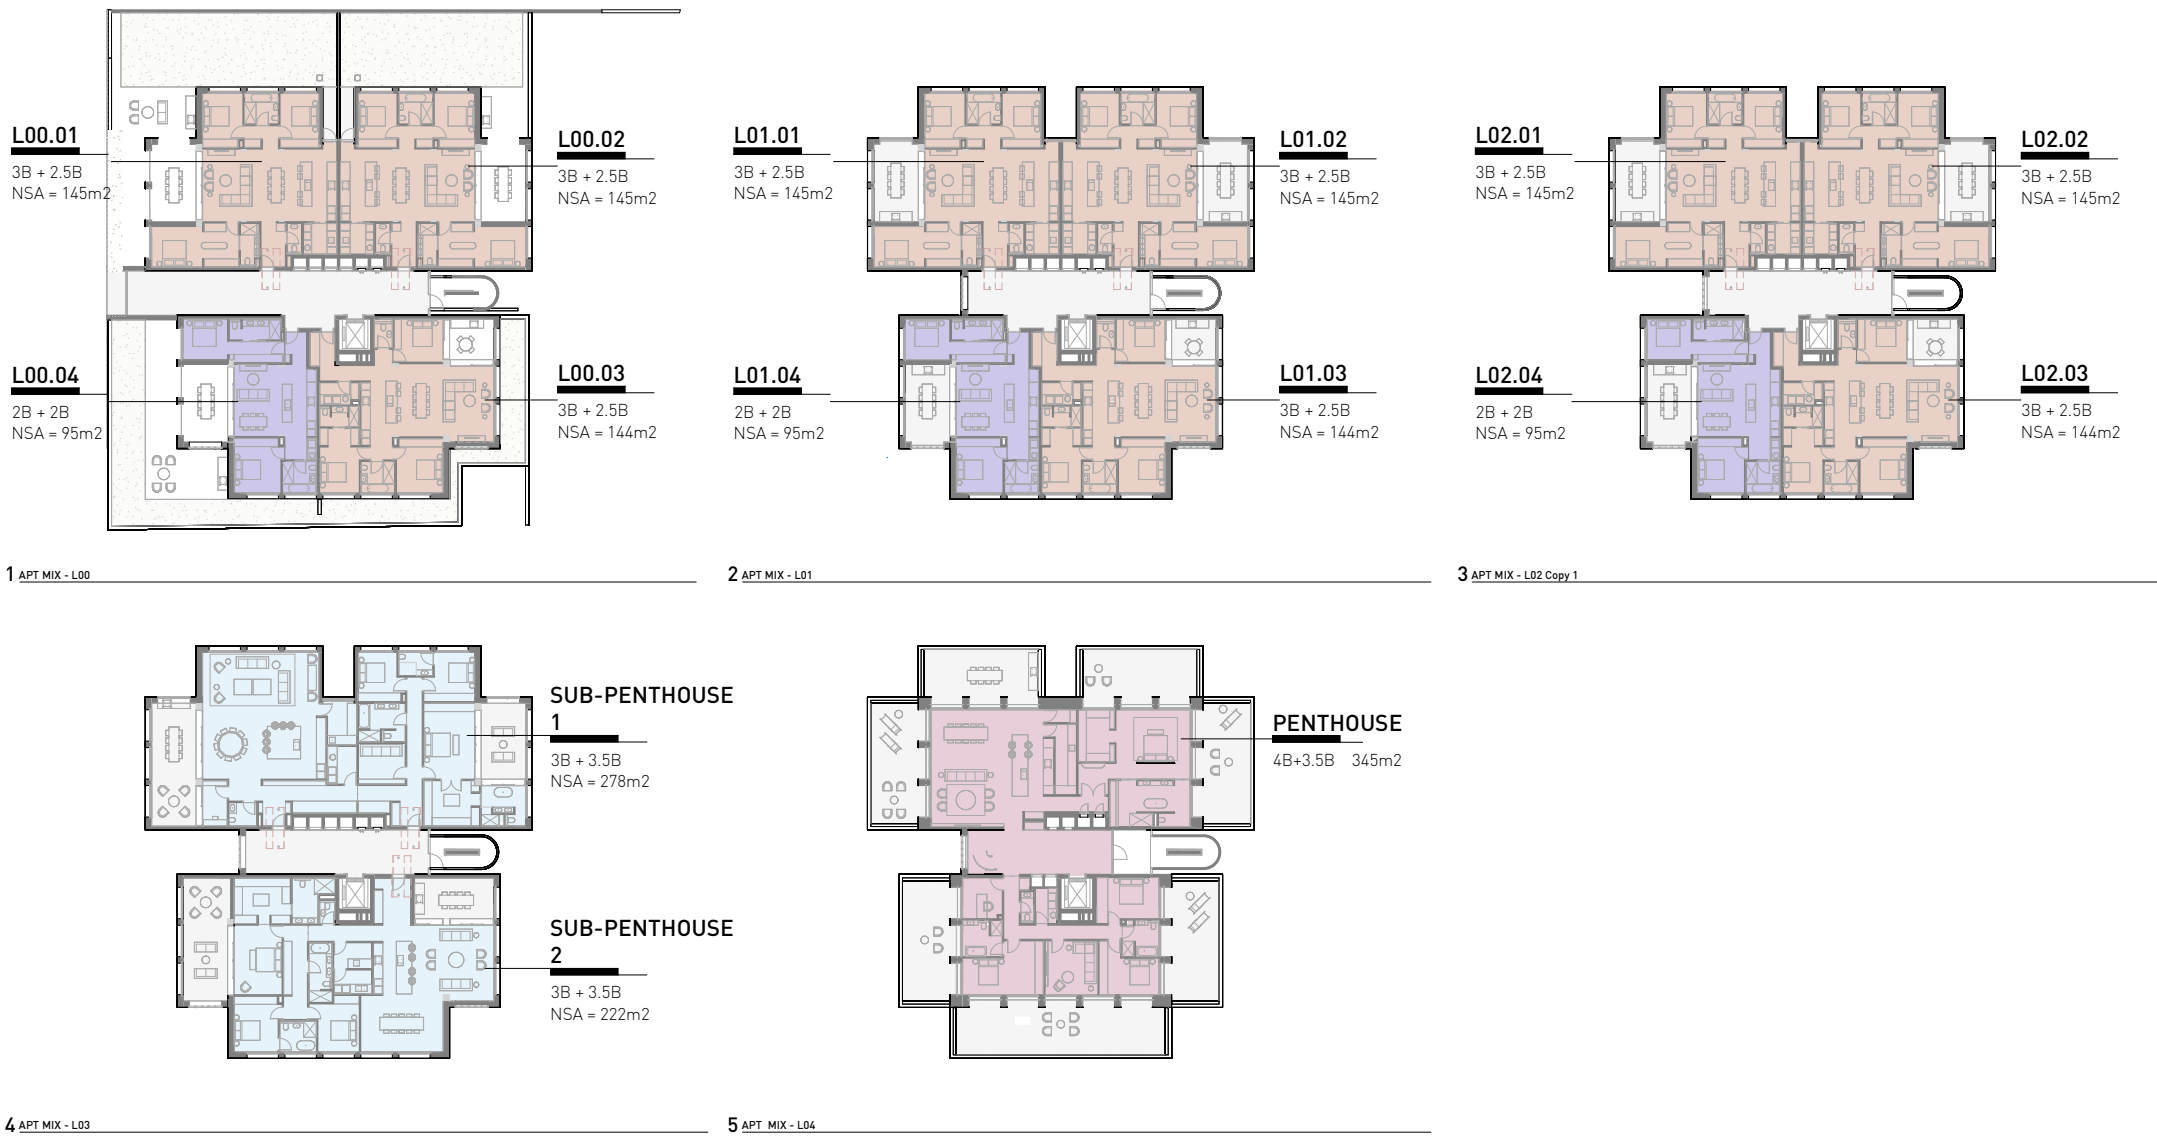 L00.01
3B + 2.5B
NSA = 145m2
L00.02
3B + 2.5B
NSA = 145m2
L00.04
2B + 2B
NSA = 95m2
L00.03
3B + 2.5B
NSA = 144m2
1 APT MIX - L00
L01.01
3B + 2.5B
NSA = 145m2
L01.02
3B + 2.5B
NSA = 145m2
L01.04
2B + 2B
NSA = 95m2
L01.03
3B + 2.5B
NSA = 144m2
2 APT MIX - L01
L02.01
3B + 2.5B
NSA = 145m2
L02.02
3B + 2.5B
NSA = 145m2
L02.04
2B + 2B
NSA = 95m2
L02.03
3B + 2.5B
NSA = 144m2
3 APT MIX - L02 Copy 1
SUB-PENTHOUSE
1
3B + 3.5B
NSA = 278m2
SUB-PENTHOUSE
2
3B + 3.5B
NSA = 222m2
4 APT MIX - L03
PENTHOUSE
4B+3.5B 345m2
5 APT MIX - L04